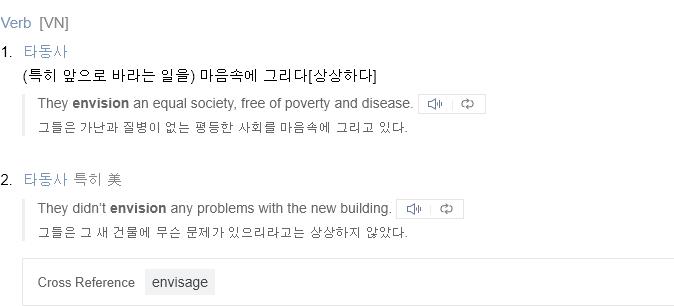 Verb [VN]
1. 타동사
(특히 앞으로 바라는 일을) 마음속에 그리다[상상하다]
They envision an equal society, free of poverty and disease.
그들은 가난과 질병이 없는 평등한 사회를 마음속에 그리고 있다.
2. 타동사 특히 美
They didn't envision any problems with the new building.
그들은 그 새 건물에 무슨 문제가 있으리라고는 상상하지 않았다.
Cross Reference envisage